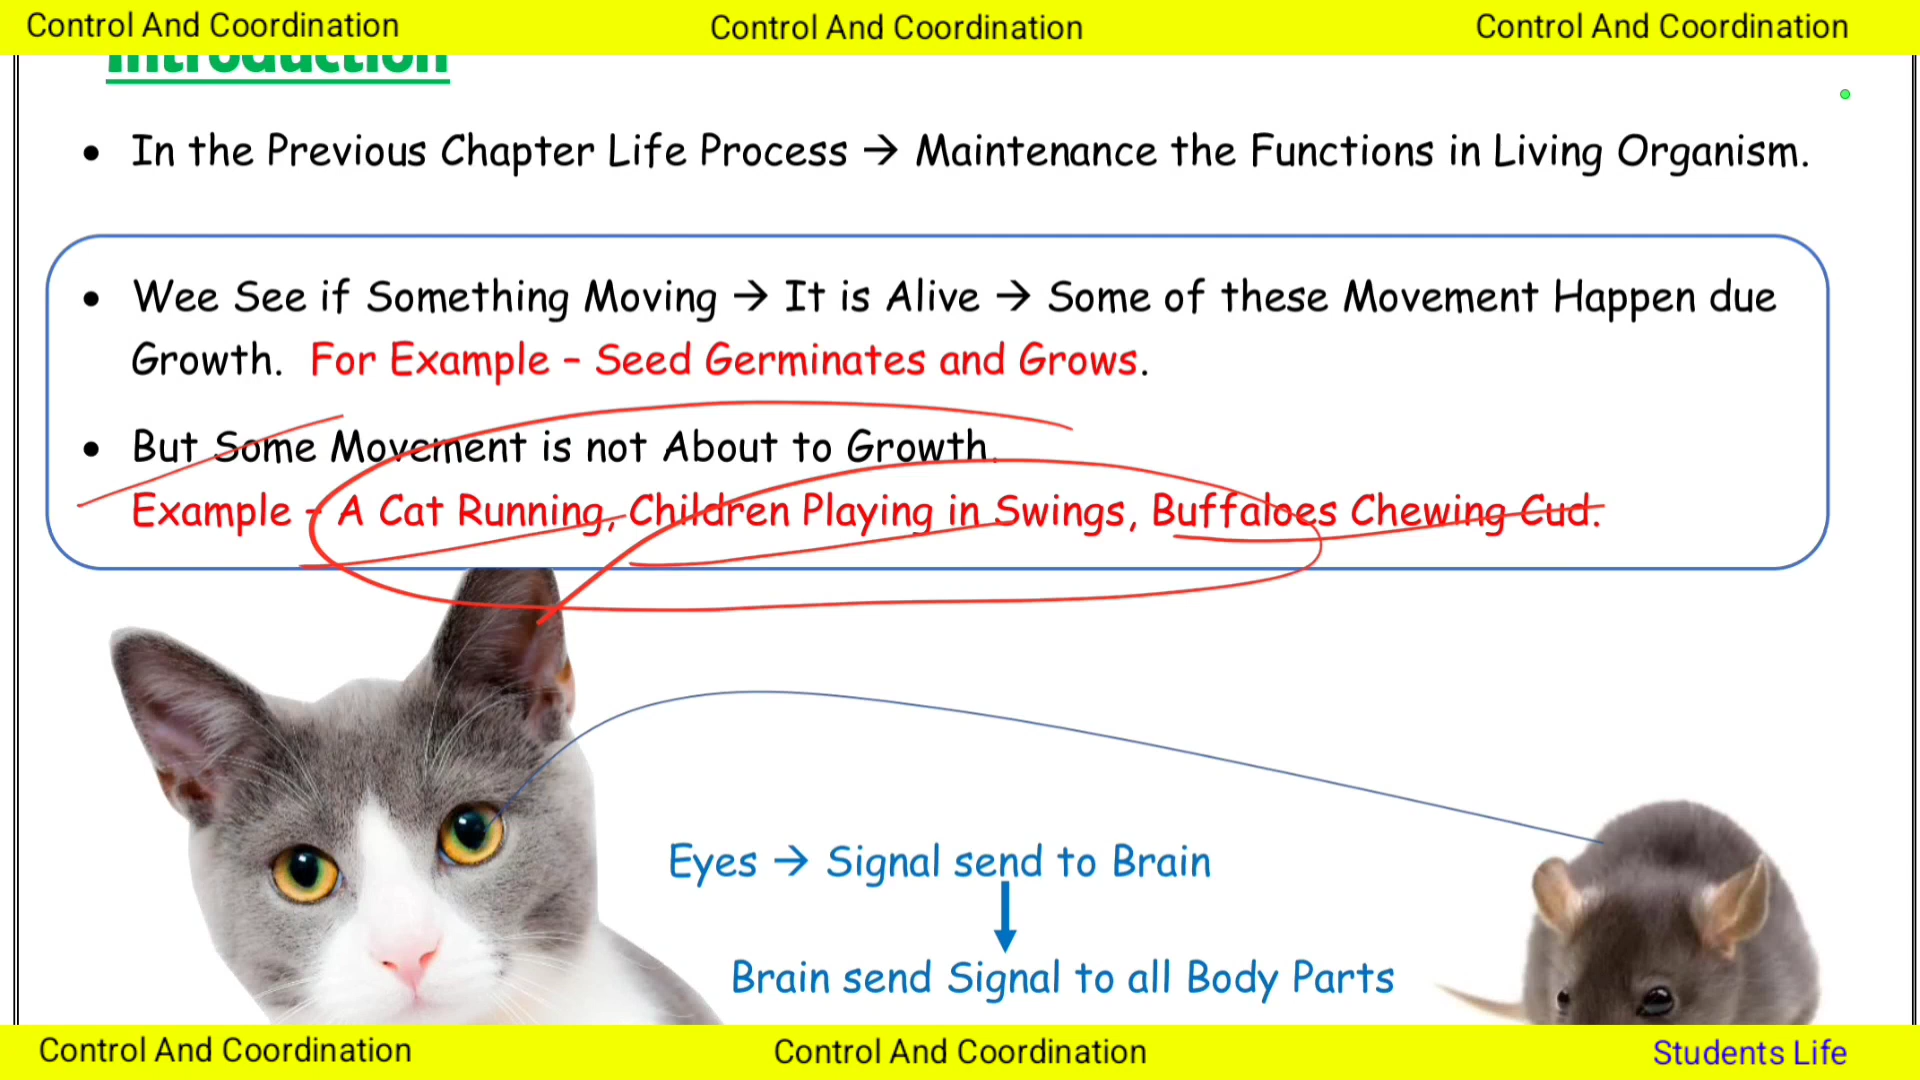 Control And Coordination Control And Coordination Control And Coordination
Introduction
• In the Previous Chapter Life Process → Maintenance the Functions in Living Organism.
• Wee See if Something Moving → It is Alive → Some of these Movement Happen due
Growth. For Example – Seed Germinates and Grows.
• But Some Movement is not About to Growth.
Example – A Cat Running, Children Playing in Swings, Buffaloes Chewing Cud.
Eyes → Signal send to Brain
Brain send Signal to all Body Parts
Control And Coordination Control And Coordination Students Life